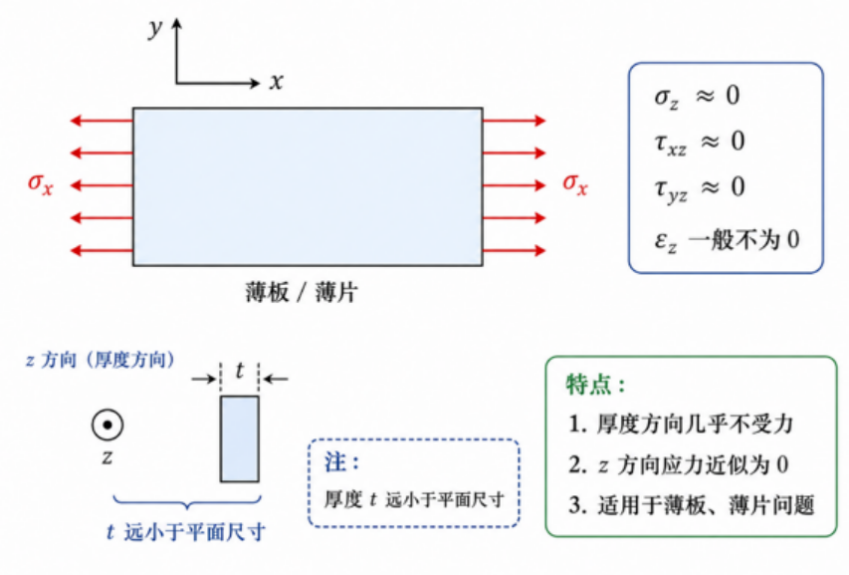 y
x
σx
σx
薄板 / 薄片
σz ≈ 0
τxz ≈ 0
τyz ≈ 0
εz 一般不为 0
z 方向（厚度方向）
t
z
t 远小于平面尺寸
注：
厚度 t 远小于平面尺寸
特点：
1. 厚度方向几乎不受力
2. z 方向应力近似为 0
3. 适用于薄板、薄片问题